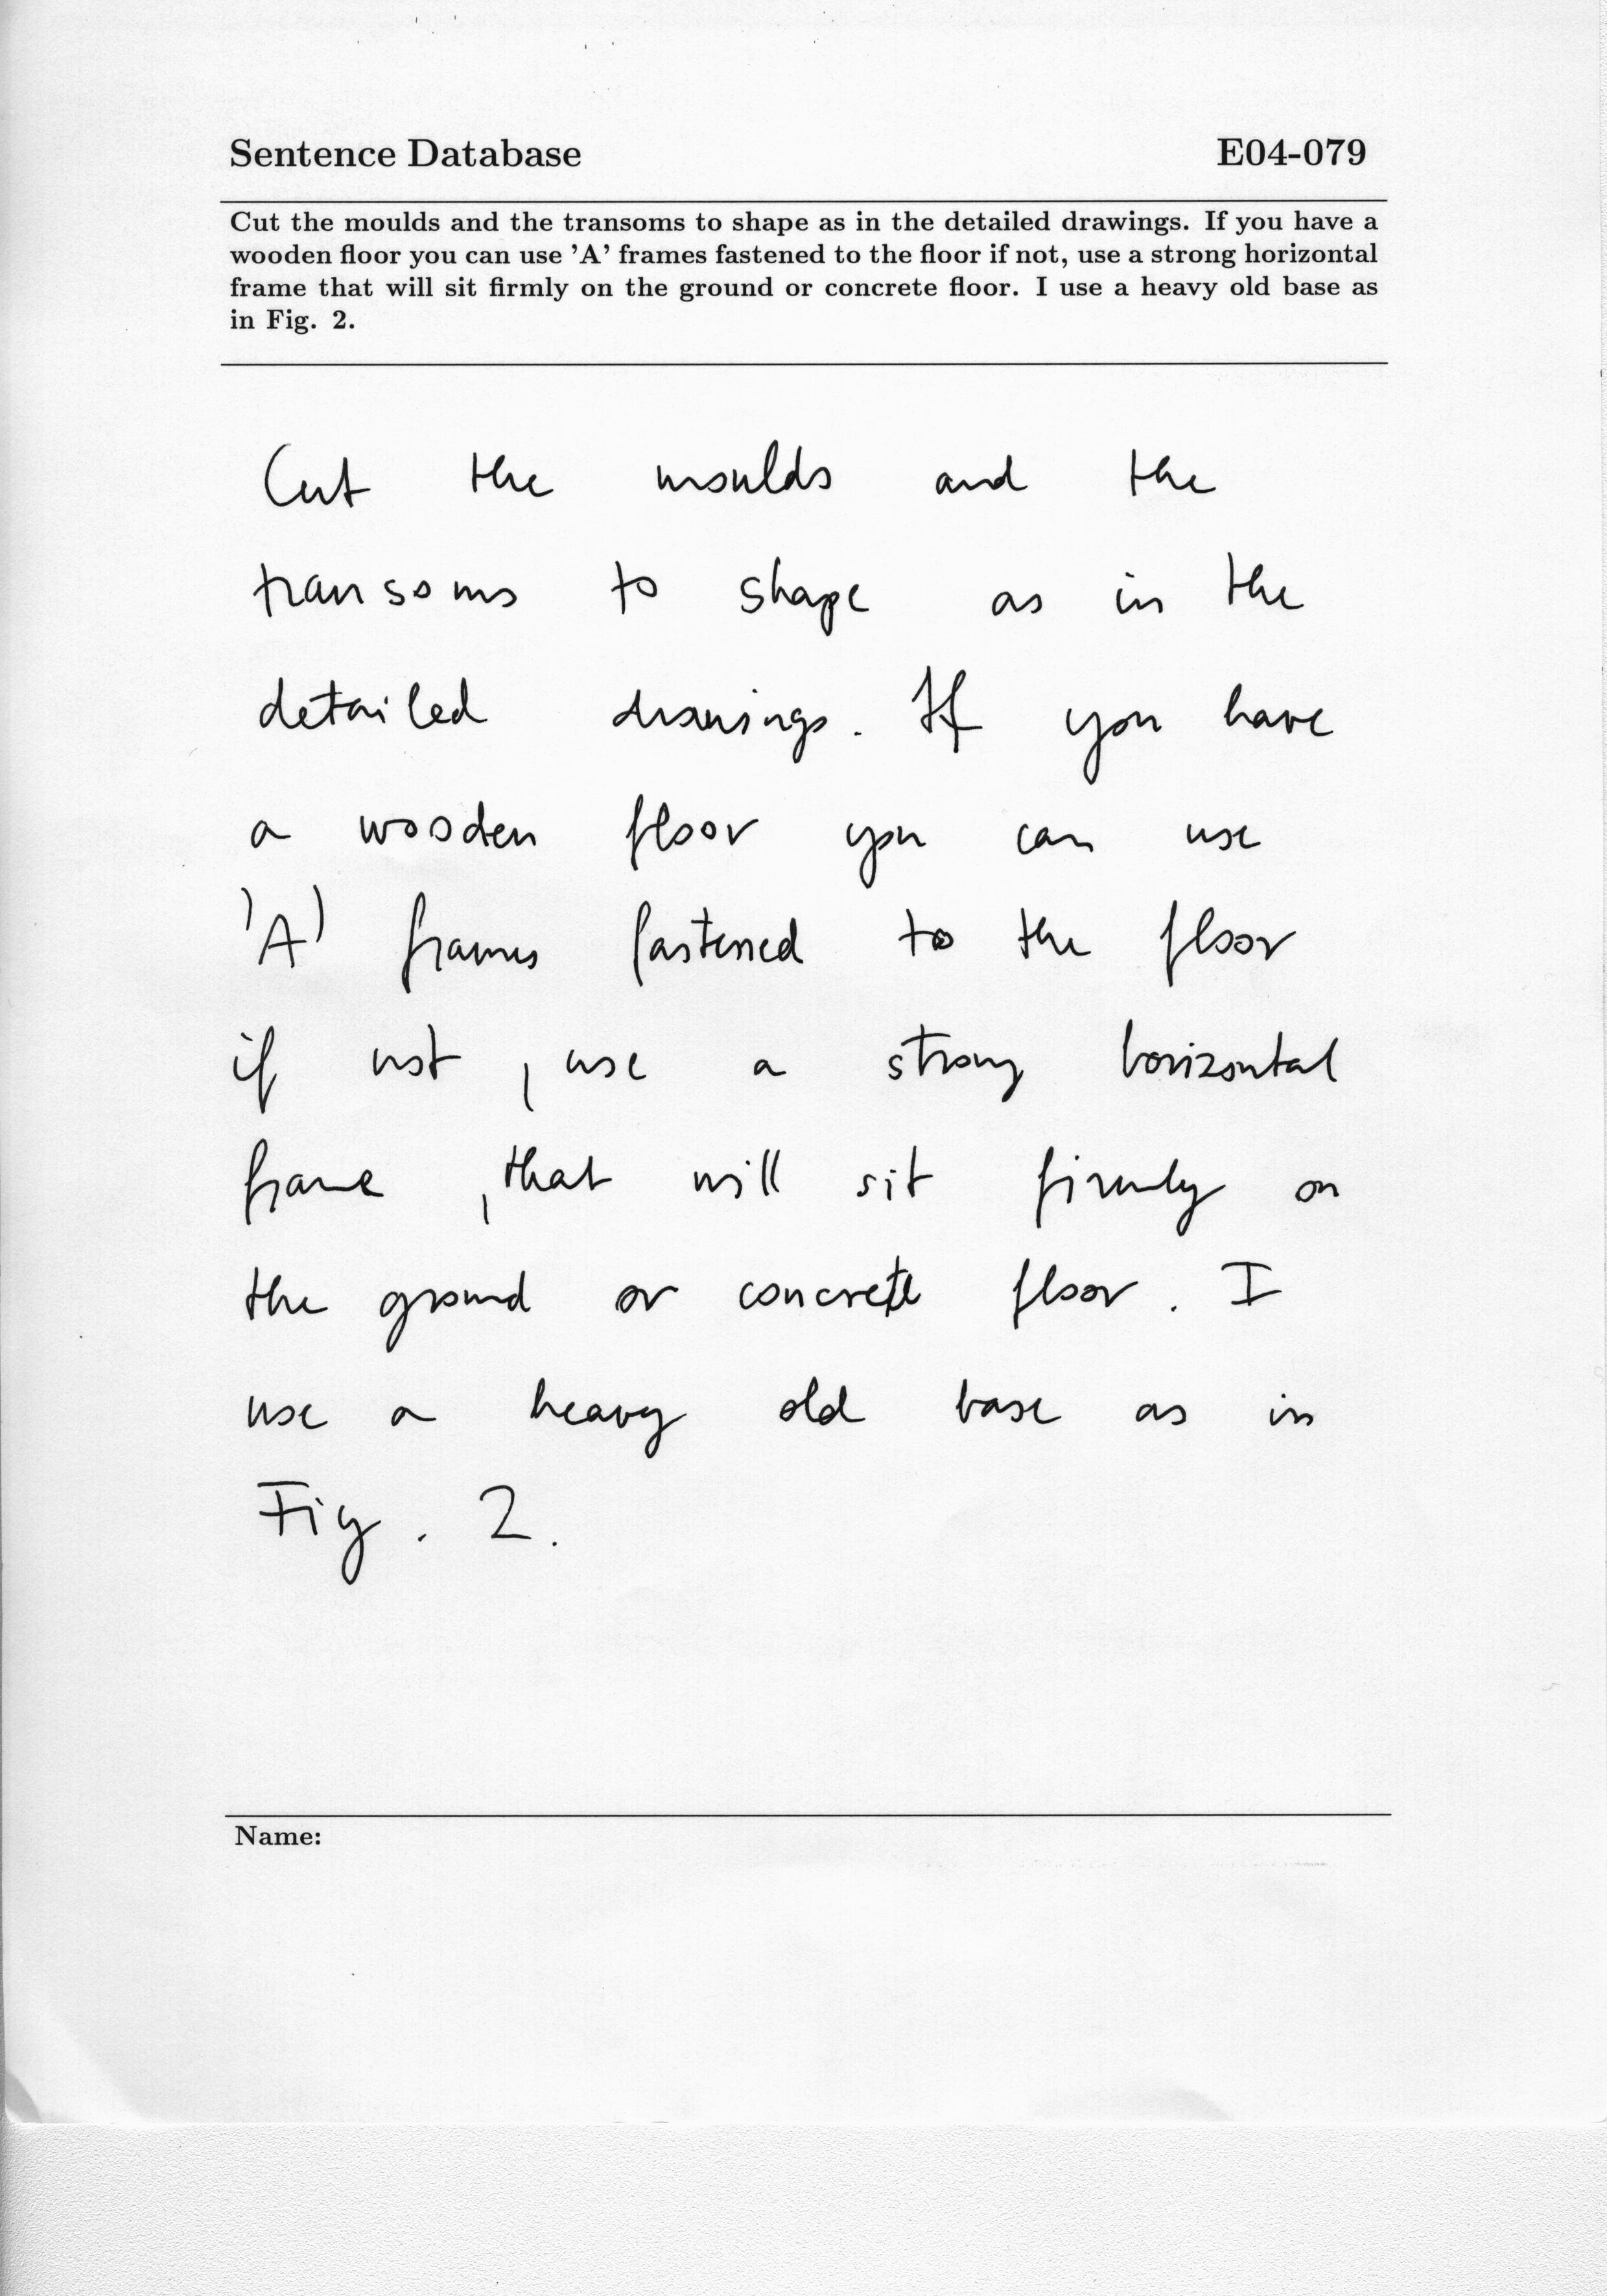 Sentence Database E04-079
Cut the moulds and the transoms to shape as in the detailed drawings. If you have a
wooden floor you can use 'A' frames fastened to the floor if not, use a strong horizontal
frame that will sit firmly on the ground or concrete floor. I use a heavy old base as
in Fig. 2.
Cut the moulds and the
transoms to shape as in the
detailed drawings. If you have
a wooden floor you can use
'A' frames fastened to the floor
if not, use a strong horizontal
frame, that will sit firmly on
the ground or concrete floor. I
use a heavy old base as in
Fig. 2.
Name: